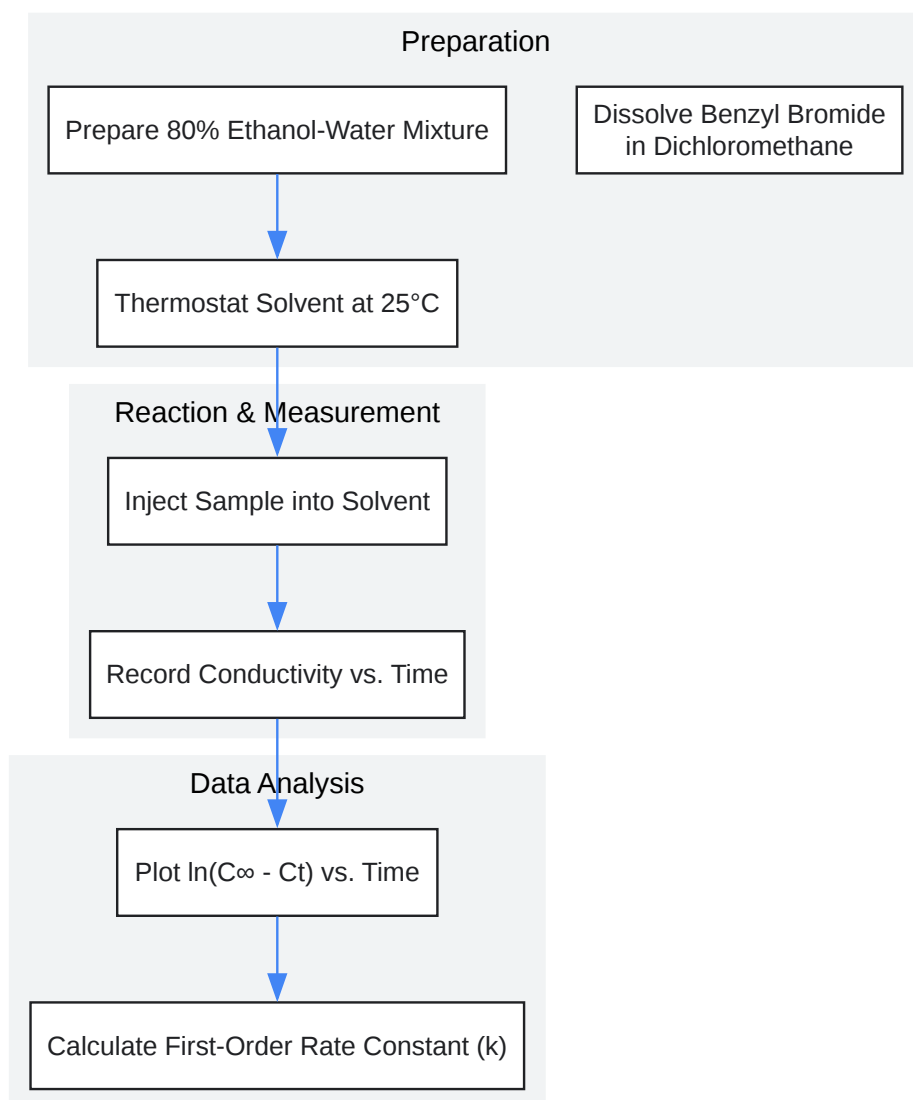 Preparation
Prepare 80% Ethanol-Water Mixture
Dissolve Benzyl Bromide
in Dichloromethane
Thermostat Solvent at 25°C
Reaction & Measurement
Inject Sample into Solvent
Record Conductivity vs. Time
Data Analysis
Plot ln(C∞ - Ct) vs. Time
Calculate First-Order Rate Constant (k)